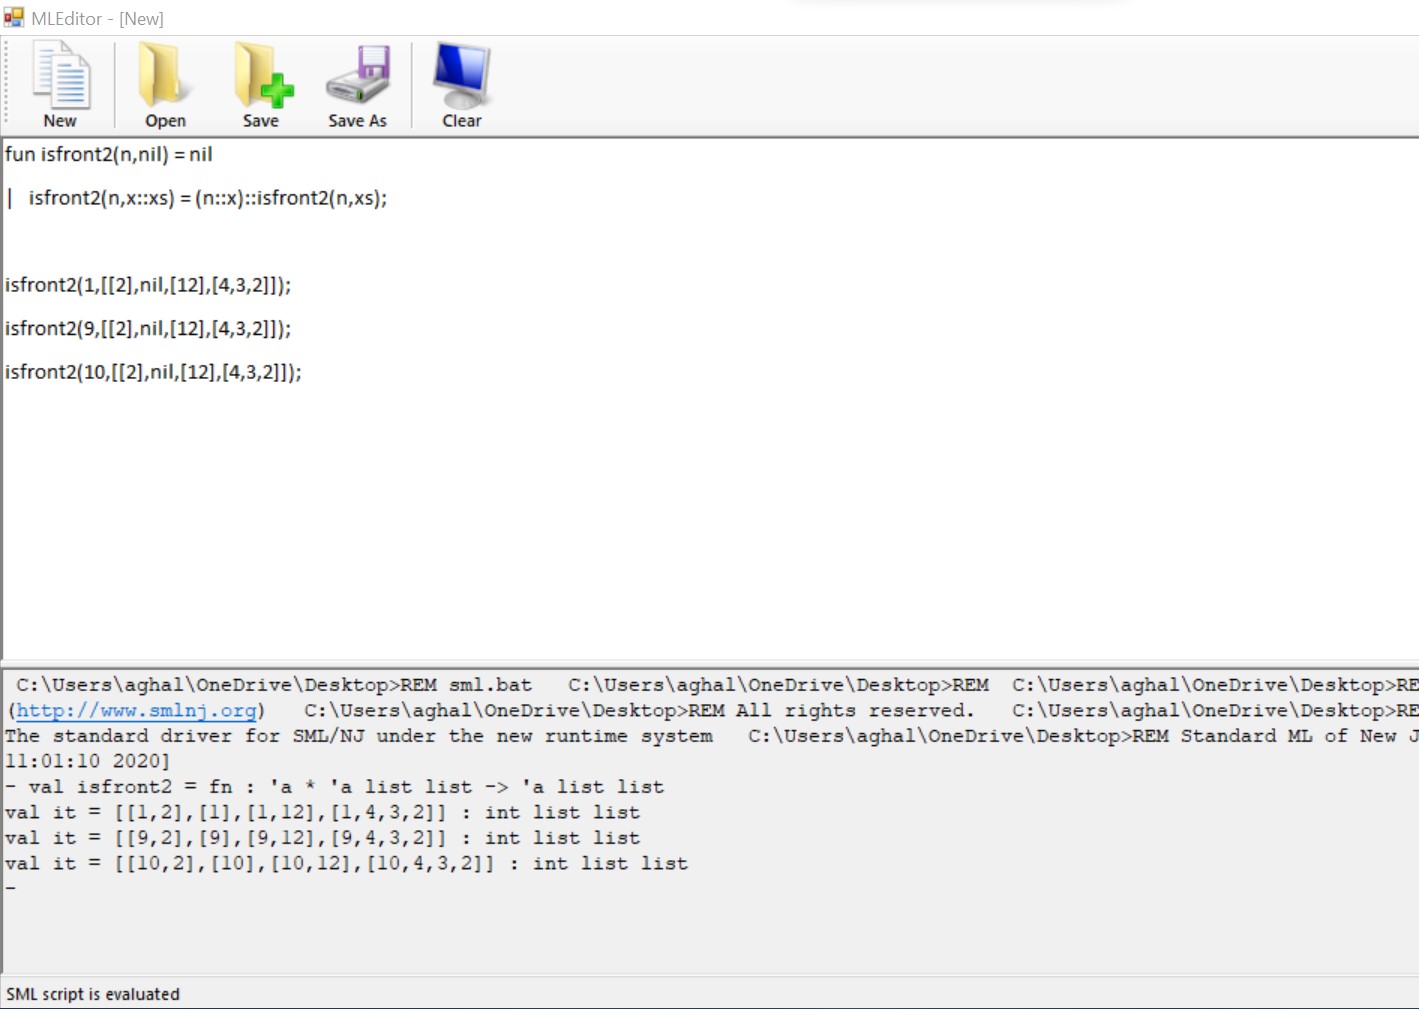 MLEditor - [New]
New Open Save Save As Clear
fun isfront2(n,nil) = nil
| isfront2(n,x::xs) = (n::x)::isfront2(n,xs);
isfront2(1,[[2],nil,[12],[4,3,2]]);
isfront2(9,[[2],nil,[12],[4,3,2]]);
isfront2(10,[[2],nil,[12],[4,3,2]]);
C:\Users\aghal\OneDrive\Desktop>REM sml.bat C:\Users\aghal\OneDrive\Desktop>REM C:\Users\aghal\OneDrive\Desktop>RE
(http://www.smlnj.org) C:\Users\aghal\OneDrive\Desktop>REM All rights reserved. C:\Users\aghal\OneDrive\Desktop>RE
The standard driver for SML/NJ under the new runtime system C:\Users\aghal\OneDrive\Desktop>REM Standard ML of New J
11:01:10 2020]
- val isfront2 = fn : 'a * 'a list list -> 'a list list
val it = [[1,2],[1],[1,12],[1,4,3,2]] : int list list
val it = [[9,2],[9],[9,12],[9,4,3,2]] : int list list
val it = [[10,2],[10],[10,12],[10,4,3,2]] : int list list
-
SML script is evaluated